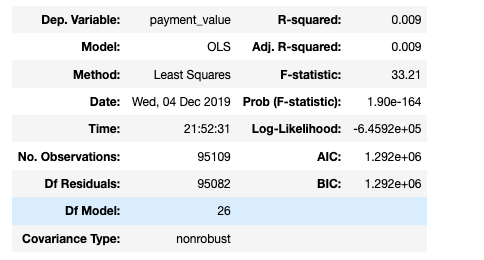 Dep. Variable: payment_value R-squared: 0.009
Model: OLS Adj. R-squared: 0.009
Method: Least Squares F-statistic: 33.21
Date: Wed, 04 Dec 2019 Prob (F-statistic): 1.90e-164
Time: 21:52:31 Log-Likelihood: -6.4592e+05
No. Observations: 95109 AIC: 1.292e+06
Df Residuals: 95082 BIC: 1.292e+06
Df Model: 26
Covariance Type: nonrobust